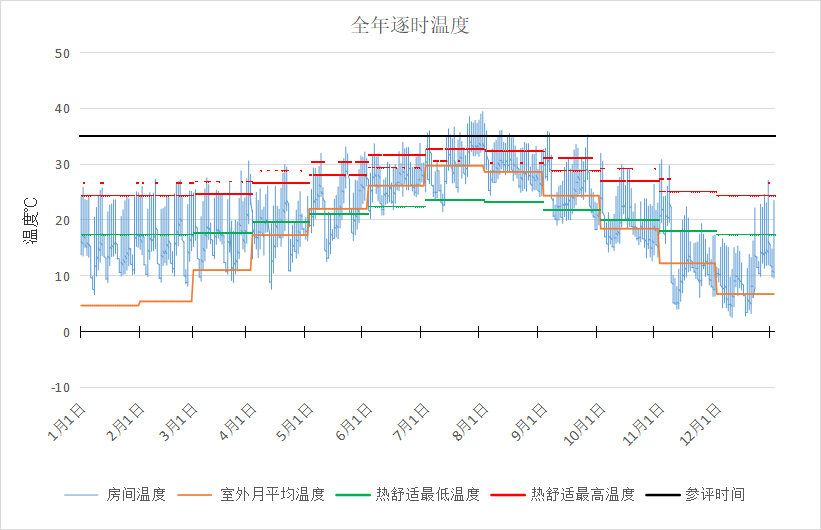 全年逐时温度
50
40
30
20
10
0
-10
温度℃
1月1日
2月1日
3月1日
4月1日
5月1日
6月1日
7月1日
8月1日
9月1日
10月1日
11月1日
12月1日
房间温度 室外月平均温度 热舒适最低温度 热舒适最高温度 参评时间